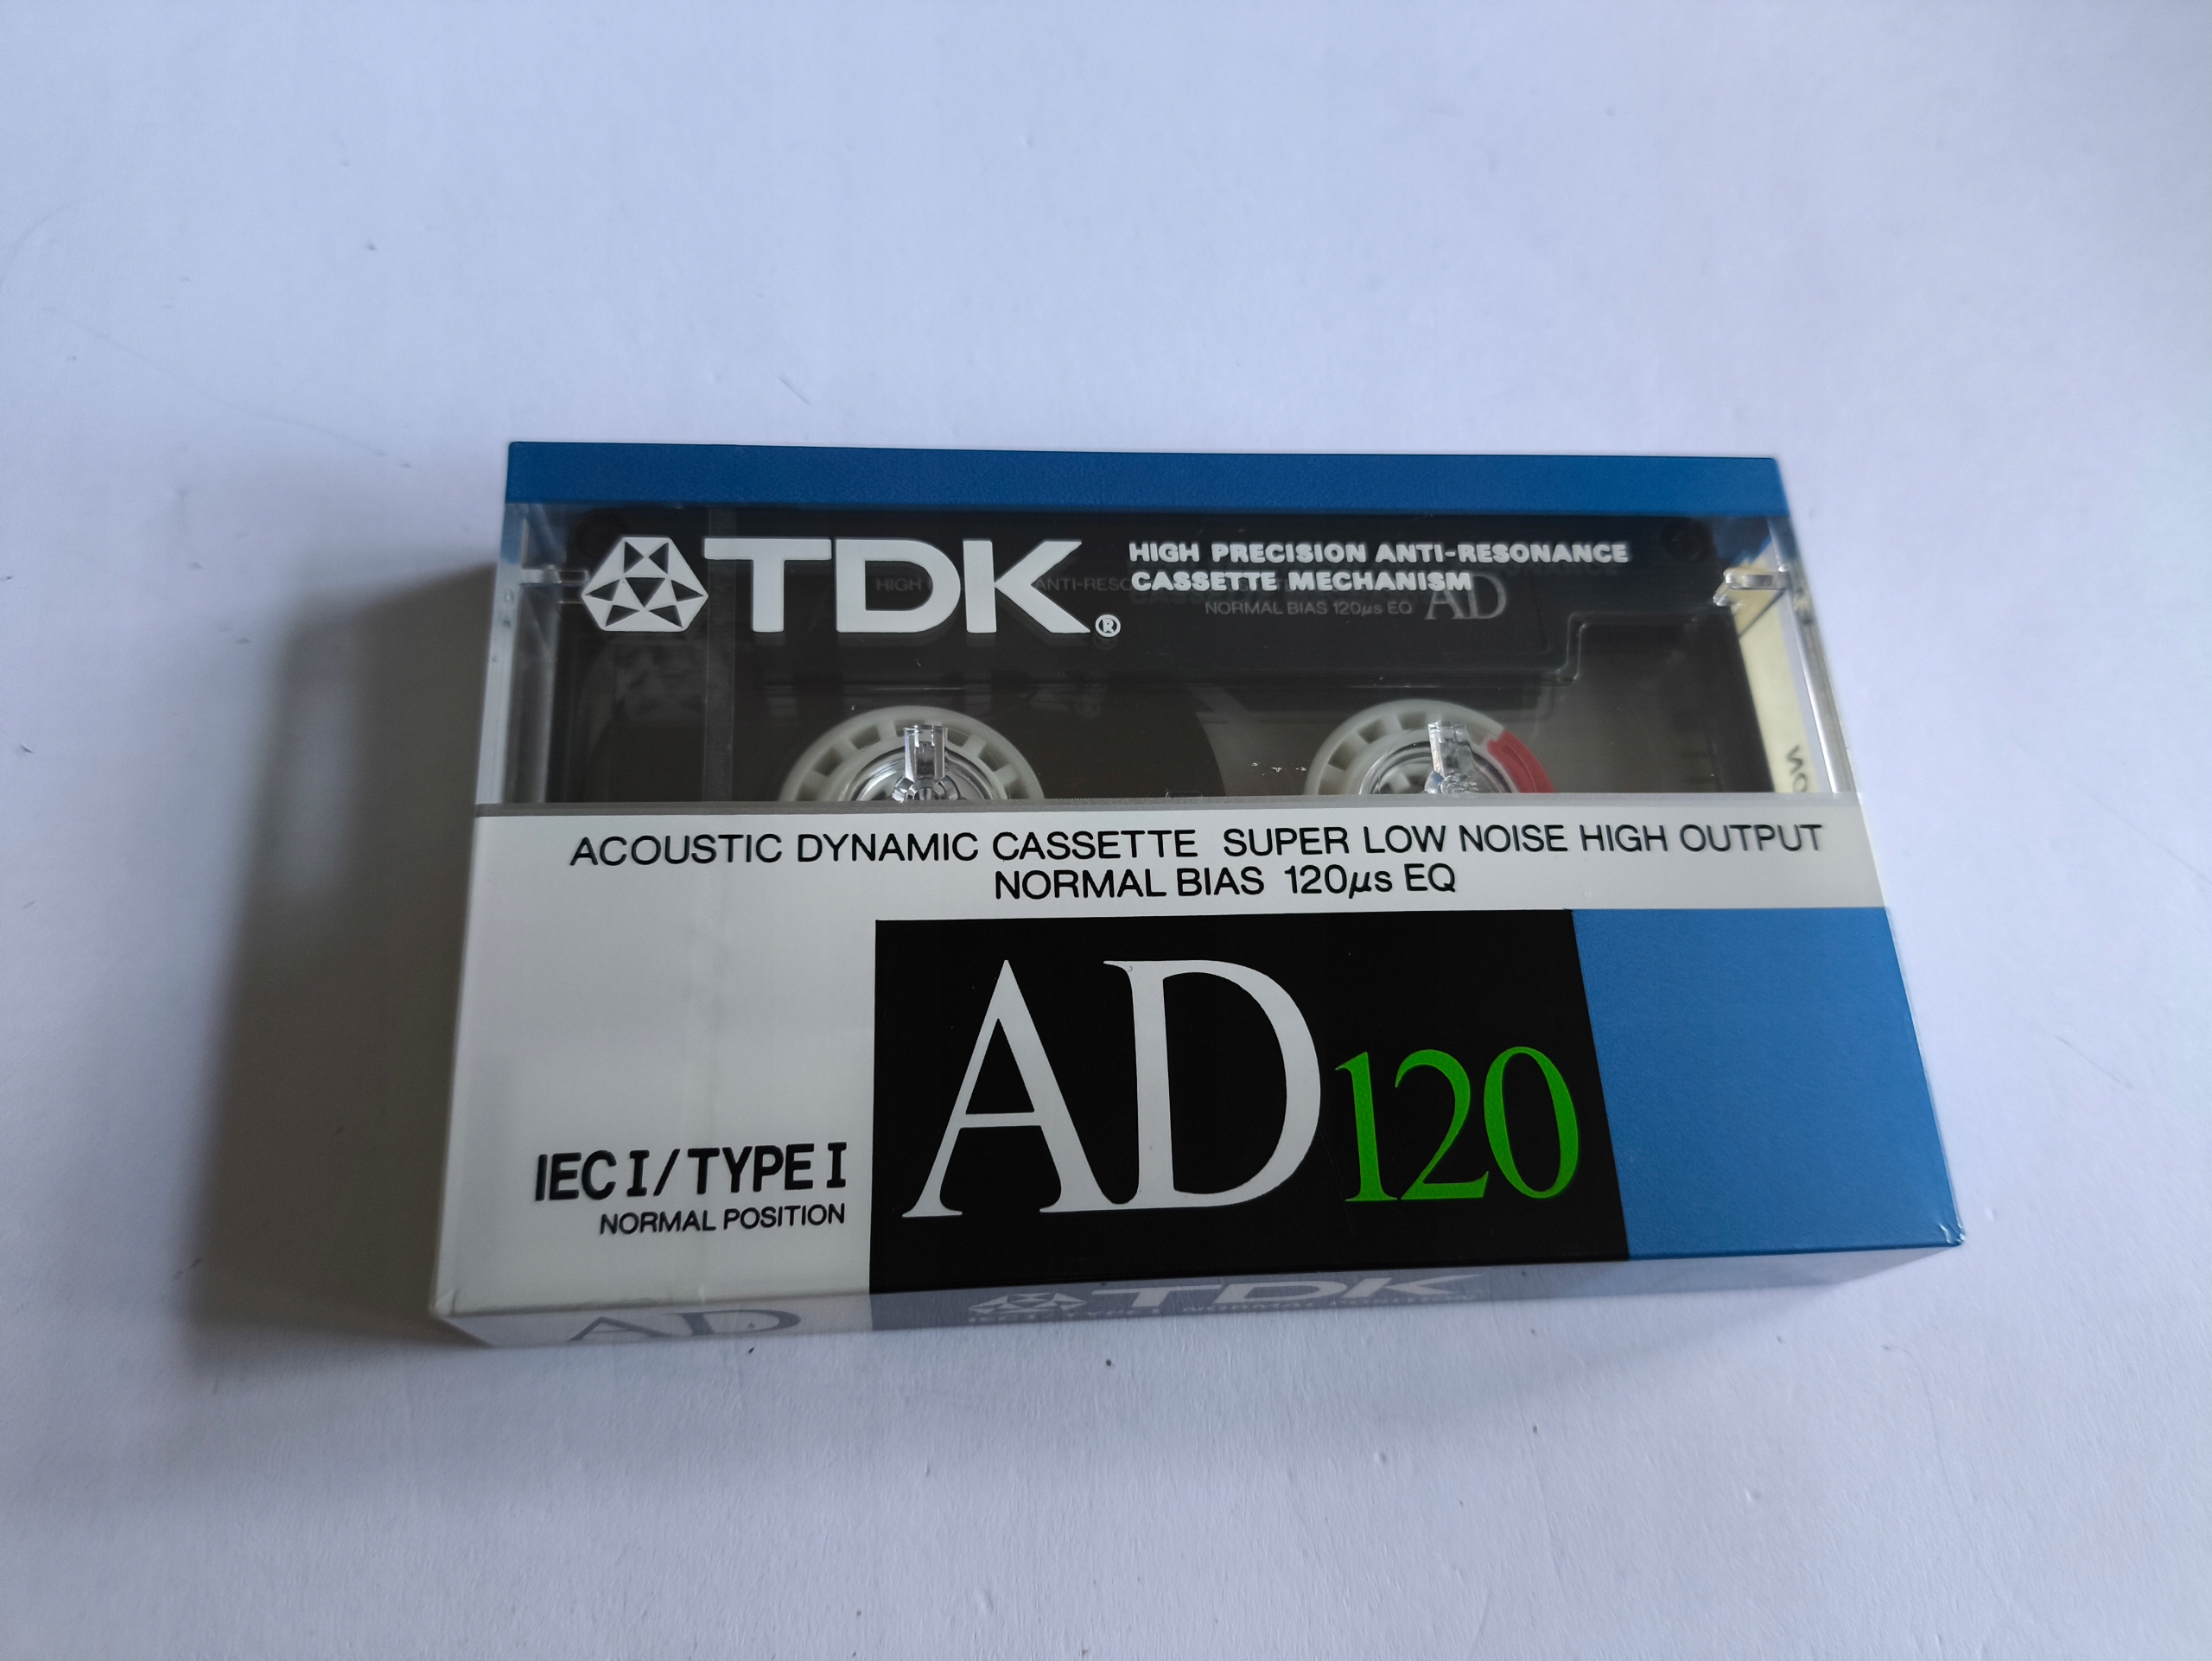 TDK®
HIGH PRECISION ANTI-RESONANCE
CASSETTE MECHANISM
NORMAL BIAS 120μs EQ AD
ACOUSTIC DYNAMIC CASSETTE SUPER LOW NOISE HIGH OUTPUT
NORMAL BIAS 120μs EQ
AD120
IEC I/TYPE I
NORMAL POSITION
AD
TDK